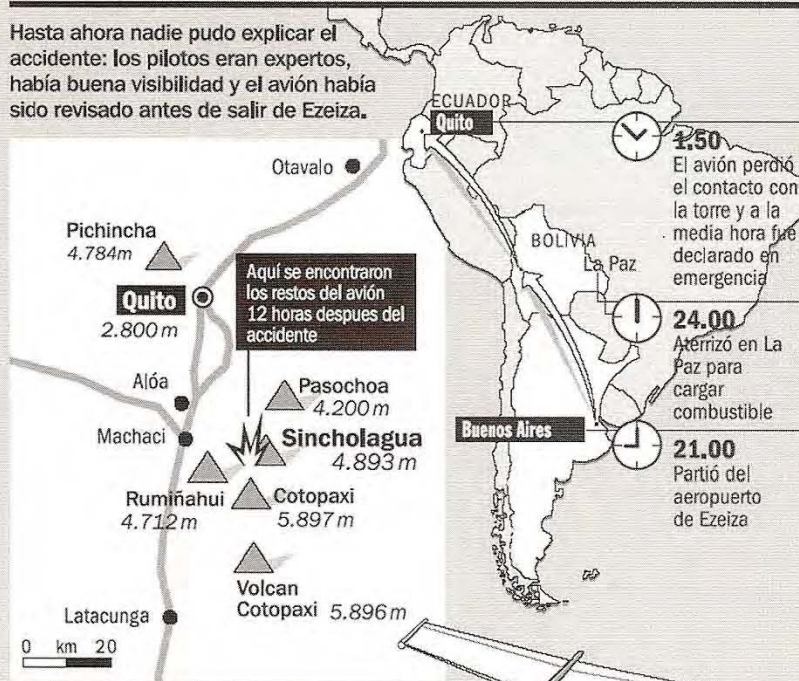 Hasta ahora nadie pudo explicar el
accidente: los pilotos eran expertos,
había buena visibilidad y el avión había
sido revisado antes de salir de Ezeiza.
Otavalo
Pichincha
4.784m
Quito
2.800 m
Aquí se encontraron
los restos del avión
12 horas despues del
accidente
Alóa
Pasochoa
4.200 m
Machaci
Sincholagua
4.893 m
Rumiñahui
4.712 m
Cotopaxi
5.897 m
Volcan
Cotopaxi 5.896 m
Latacunga
0 km 20
ECUADOR
Quito
BOLIVIA
La Paz
Buenos Aires
1.50
El avión perdió
el contacto con
la torre y a la
media hora fue
declarado en
emergencia
24.00
Aterrizó en La
Paz para
cargar
combustible
21.00
Partió del
aeropuerto
de Ezeiza